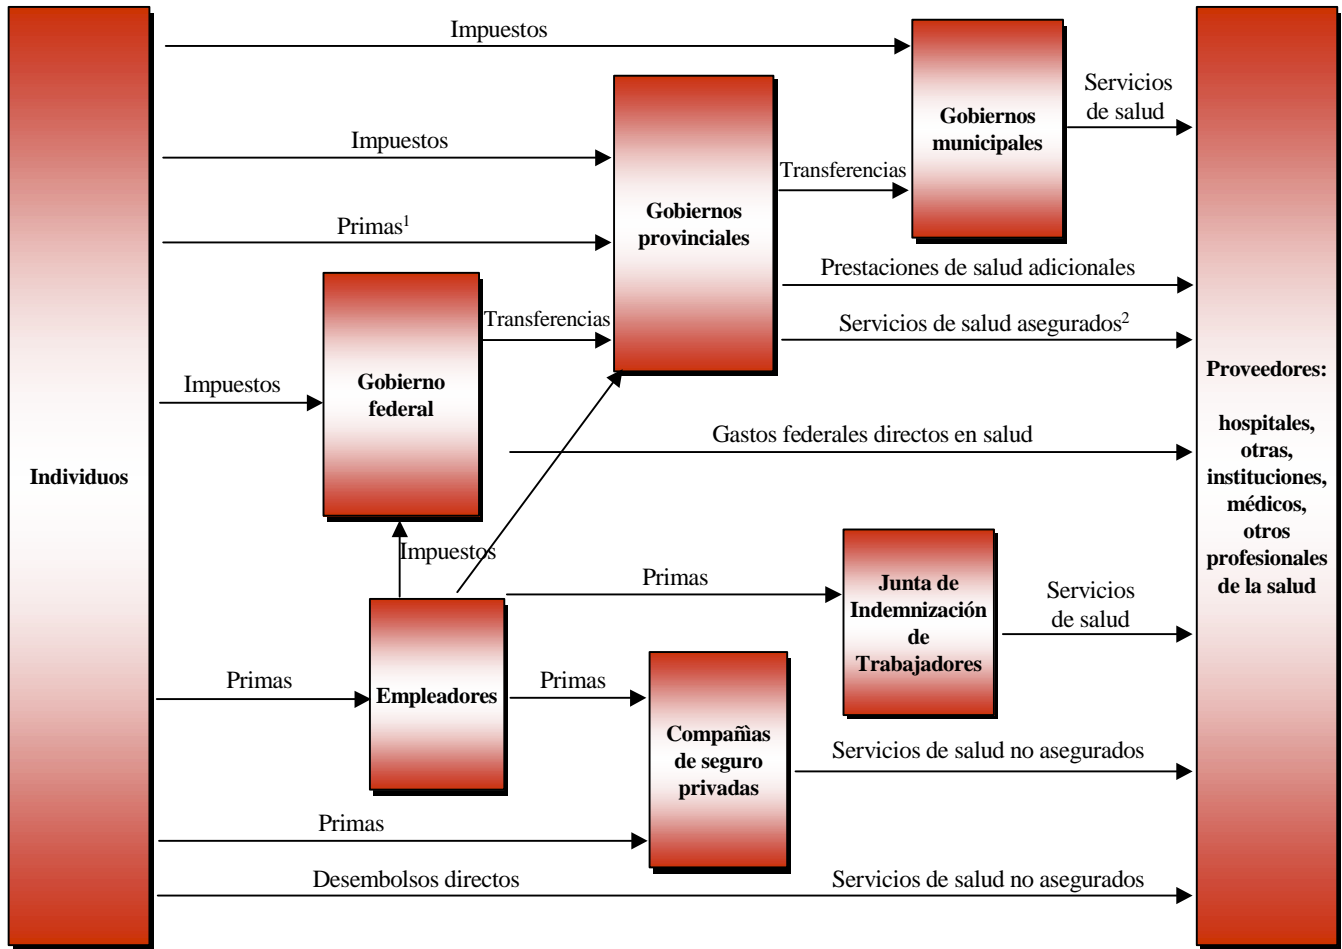 Impuestos
Servicios
de salud
Gobiernos
municipales
Impuestos
Transferencias
Primas1
Gobiernos
provinciales
Prestaciones de salud adicionales
Transferencias
Servicios de salud asegurados2
Impuestos
Gobierno
federal
Gastos federales directos en salud
Individuos
Proveedores:
hospitales,
otras,
instituciones,
médicos,
otros
profesionales
de la salud
Impuestos
Primas
Junta de
Indemnización
de
Trabajadores
Servicios
de salud
Primas
Empleadores
Primas
Compañìas
de seguro
privadas
Servicios de salud no asegurados
Primas
Desembolsos directos
Servicios de salud no asegurados